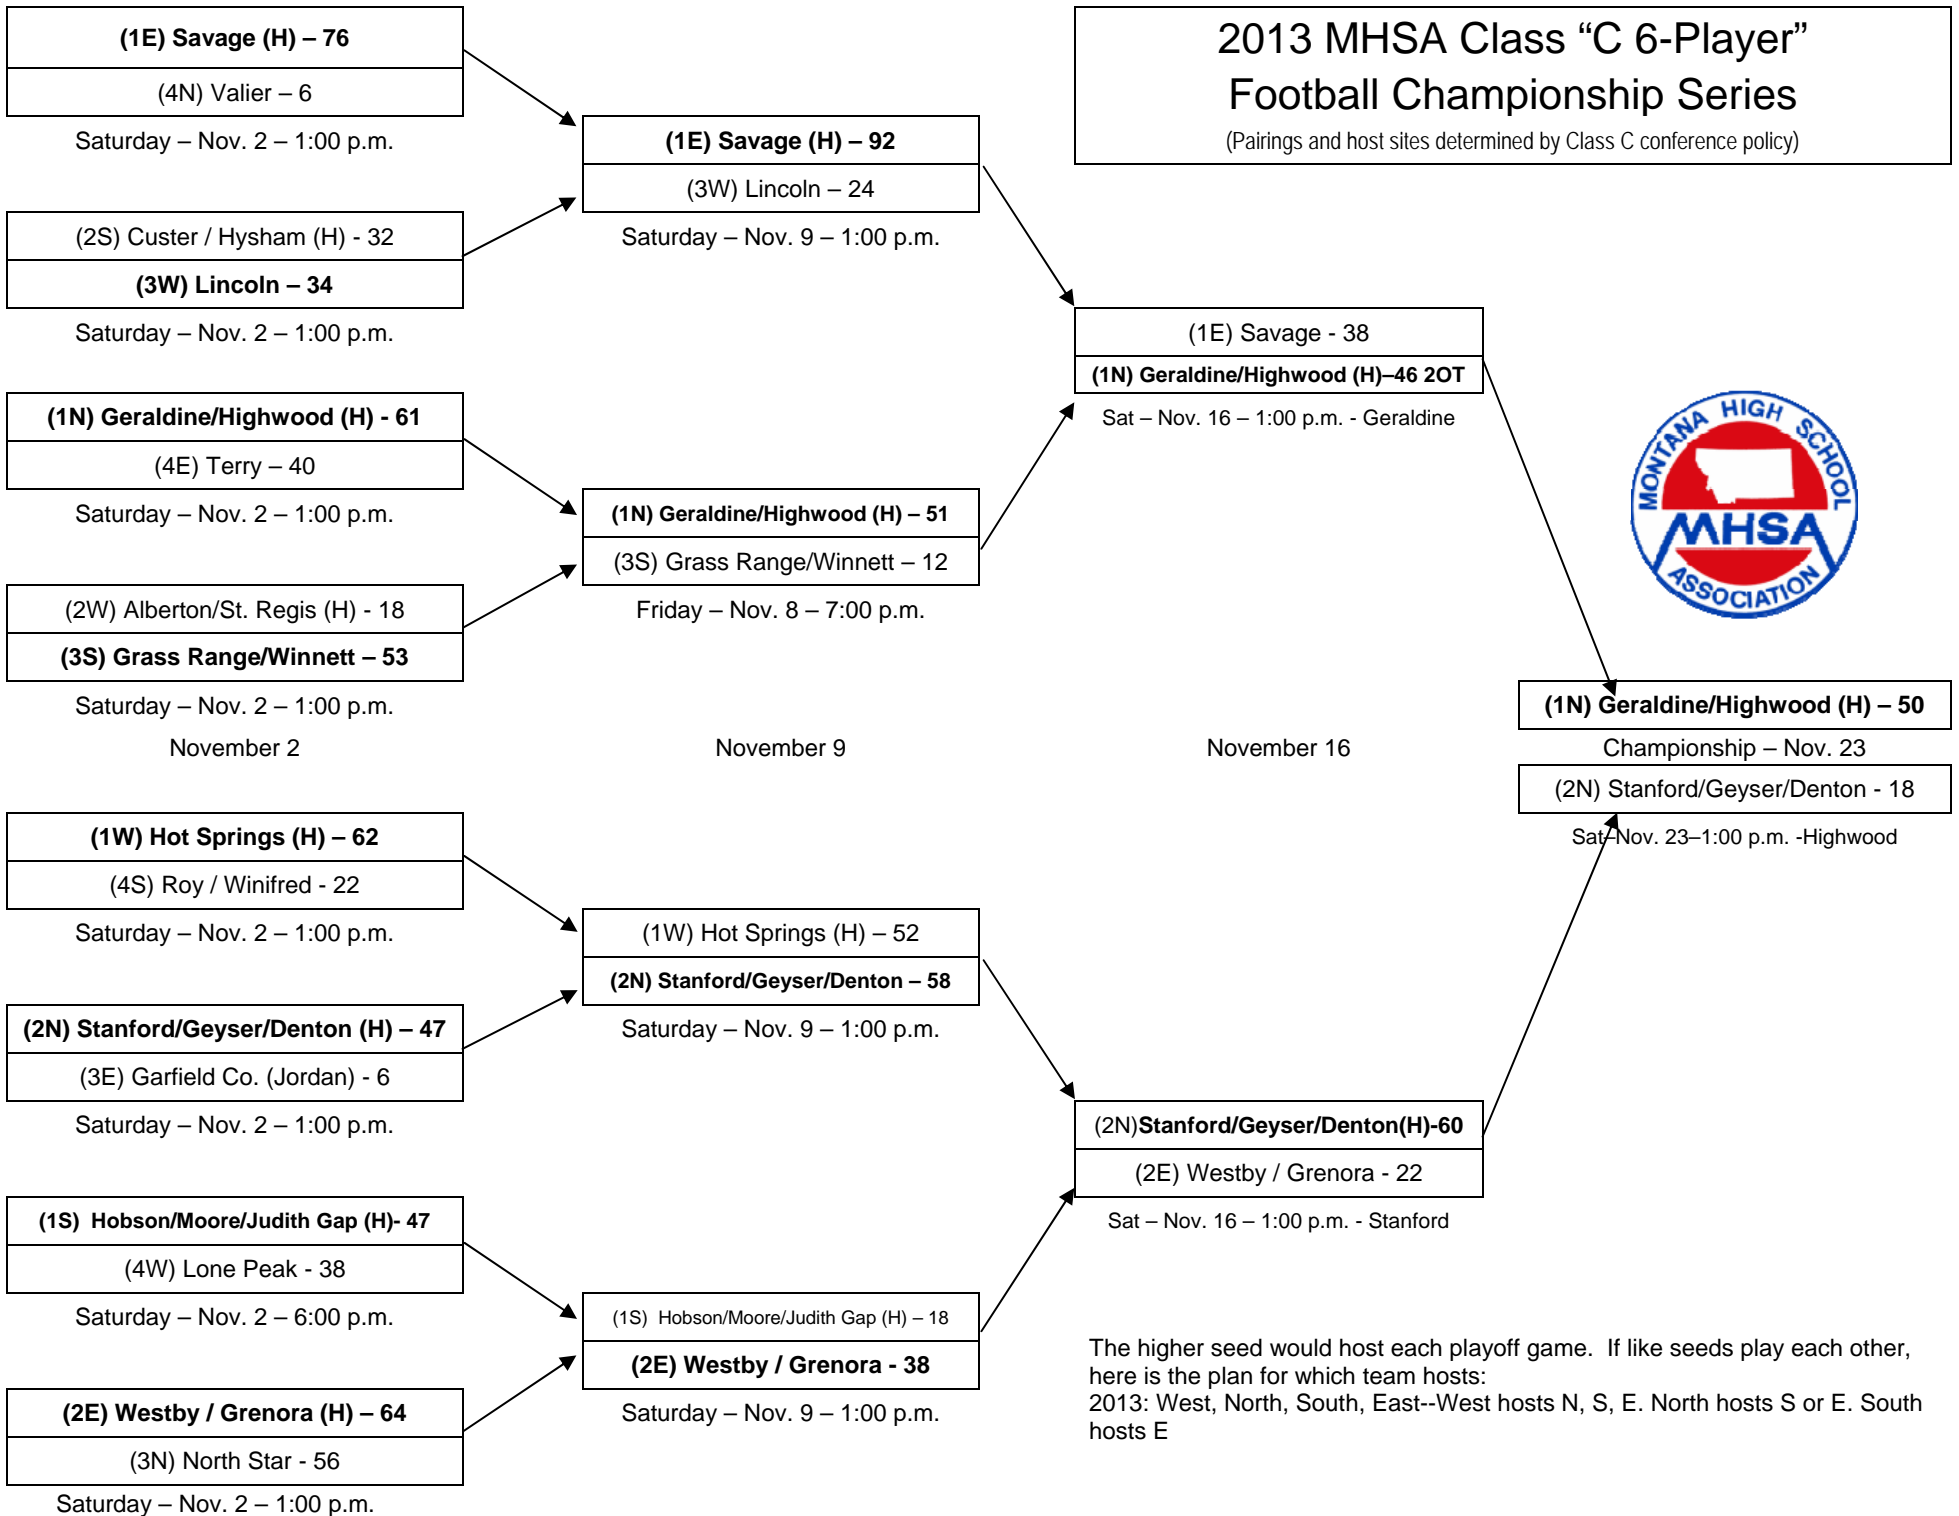 2013 MHSA Class “C 6-Player”
Football Championship Series
(Pairings and host sites determined by Class C conference policy)
(1E) Savage (H) – 76
(4N) Valier – 6
Saturday – Nov. 2 – 1:00 p.m.
(2S) Custer / Hysham (H) - 32
(3W) Lincoln – 34
Saturday – Nov. 2 – 1:00 p.m.
(1N) Geraldine/Highwood (H) - 61
(4E) Terry – 40
Saturday – Nov. 2 – 1:00 p.m.
(2W) Alberton/St. Regis (H) - 18
(3S) Grass Range/Winnett – 53
Saturday – Nov. 2 – 1:00 p.m.
November 2
(1W) Hot Springs (H) – 62
(4S) Roy / Winifred - 22
Saturday – Nov. 2 – 1:00 p.m.
(2N) Stanford/Geyser/Denton (H) – 47
(3E) Garfield Co. (Jordan) - 6
Saturday – Nov. 2 – 1:00 p.m.
(1S)  Hobson/Moore/Judith Gap (H)- 47
(4W) Lone Peak - 38
Saturday – Nov. 2 – 6:00 p.m.
(2E) Westby / Grenora (H) – 64
(3N) North Star - 56
Saturday – Nov. 2 – 1:00 p.m.
(1E) Savage (H) – 92
(3W) Lincoln – 24
Saturday – Nov. 9 – 1:00 p.m.
(1N) Geraldine/Highwood (H) – 51
(3S) Grass Range/Winnett – 12
Friday – Nov. 8 – 7:00 p.m.
November 9
(1W) Hot Springs (H) – 52
(2N) Stanford/Geyser/Denton – 58
Saturday – Nov. 9 – 1:00 p.m.
(1S)  Hobson/Moore/Judith Gap (H) – 18
(2E) Westby / Grenora - 38
Saturday – Nov. 9 – 1:00 p.m.
(1E) Savage - 38
(1N) Geraldine/Highwood (H)–46 2OT
Sat – Nov. 16 – 1:00 p.m. - Geraldine
November 16
(2N)Stanford/Geyser/Denton(H)-60
(2E) Westby / Grenora - 22
Sat – Nov. 16 – 1:00 p.m. - Stanford
MONTANA HIGH SCHOOL
MHSA
ASSOCIATION
(1N) Geraldine/Highwood (H) – 50
Championship – Nov. 23
(2N) Stanford/Geyser/Denton - 18
Sat–Nov. 23–1:00 p.m. -Highwood
The higher seed would host each playoff game.  If like seeds play each other,
here is the plan for which team hosts:
2013: West, North, South, East--West hosts N, S, E. North hosts S or E. South
hosts E